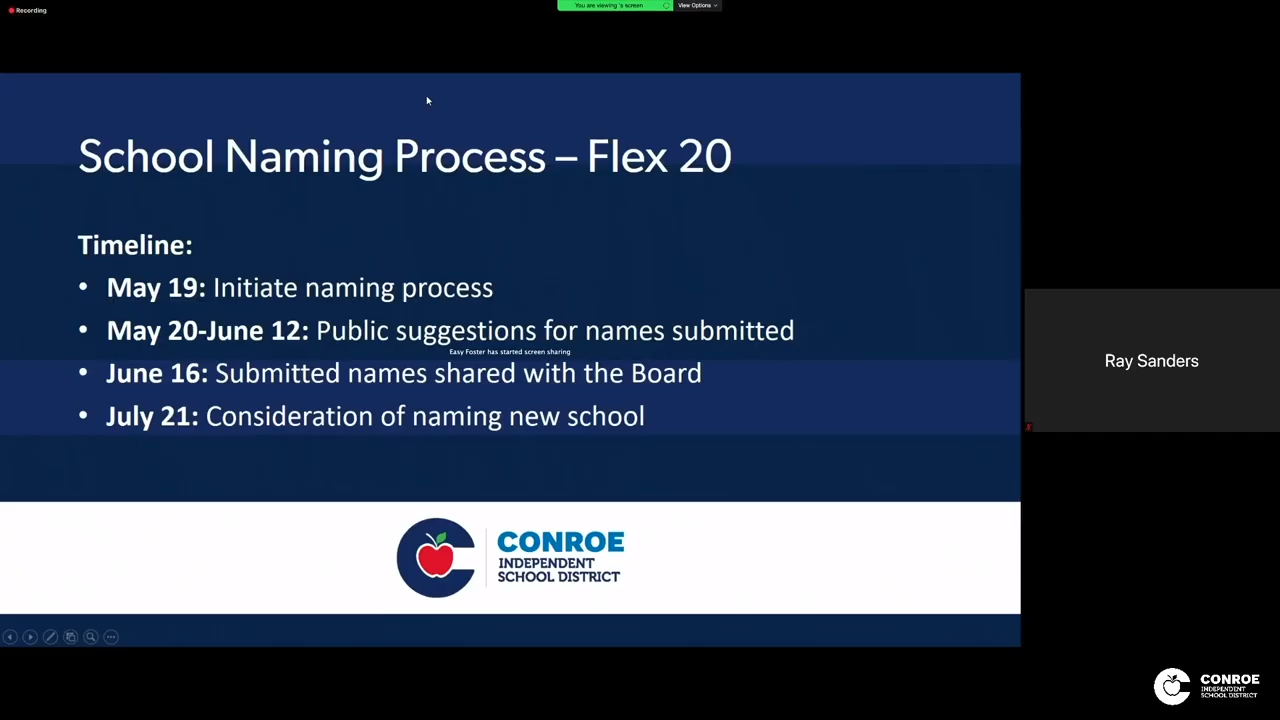 Recording
You are viewing 's screen
View Options
School Naming Process – Flex 20
Timeline:
• May 19: Initiate naming process
• May 20-June 12: Public suggestions for names submitted
Easy Foster has started screen sharing
• June 16: Submitted names shared with the Board
• July 21: Consideration of naming new school
Ray Sanders
CONROE
INDEPENDENT
SCHOOL DISTRICT
CONROE
INDEPENDENT
SCHOOL DISTRICT